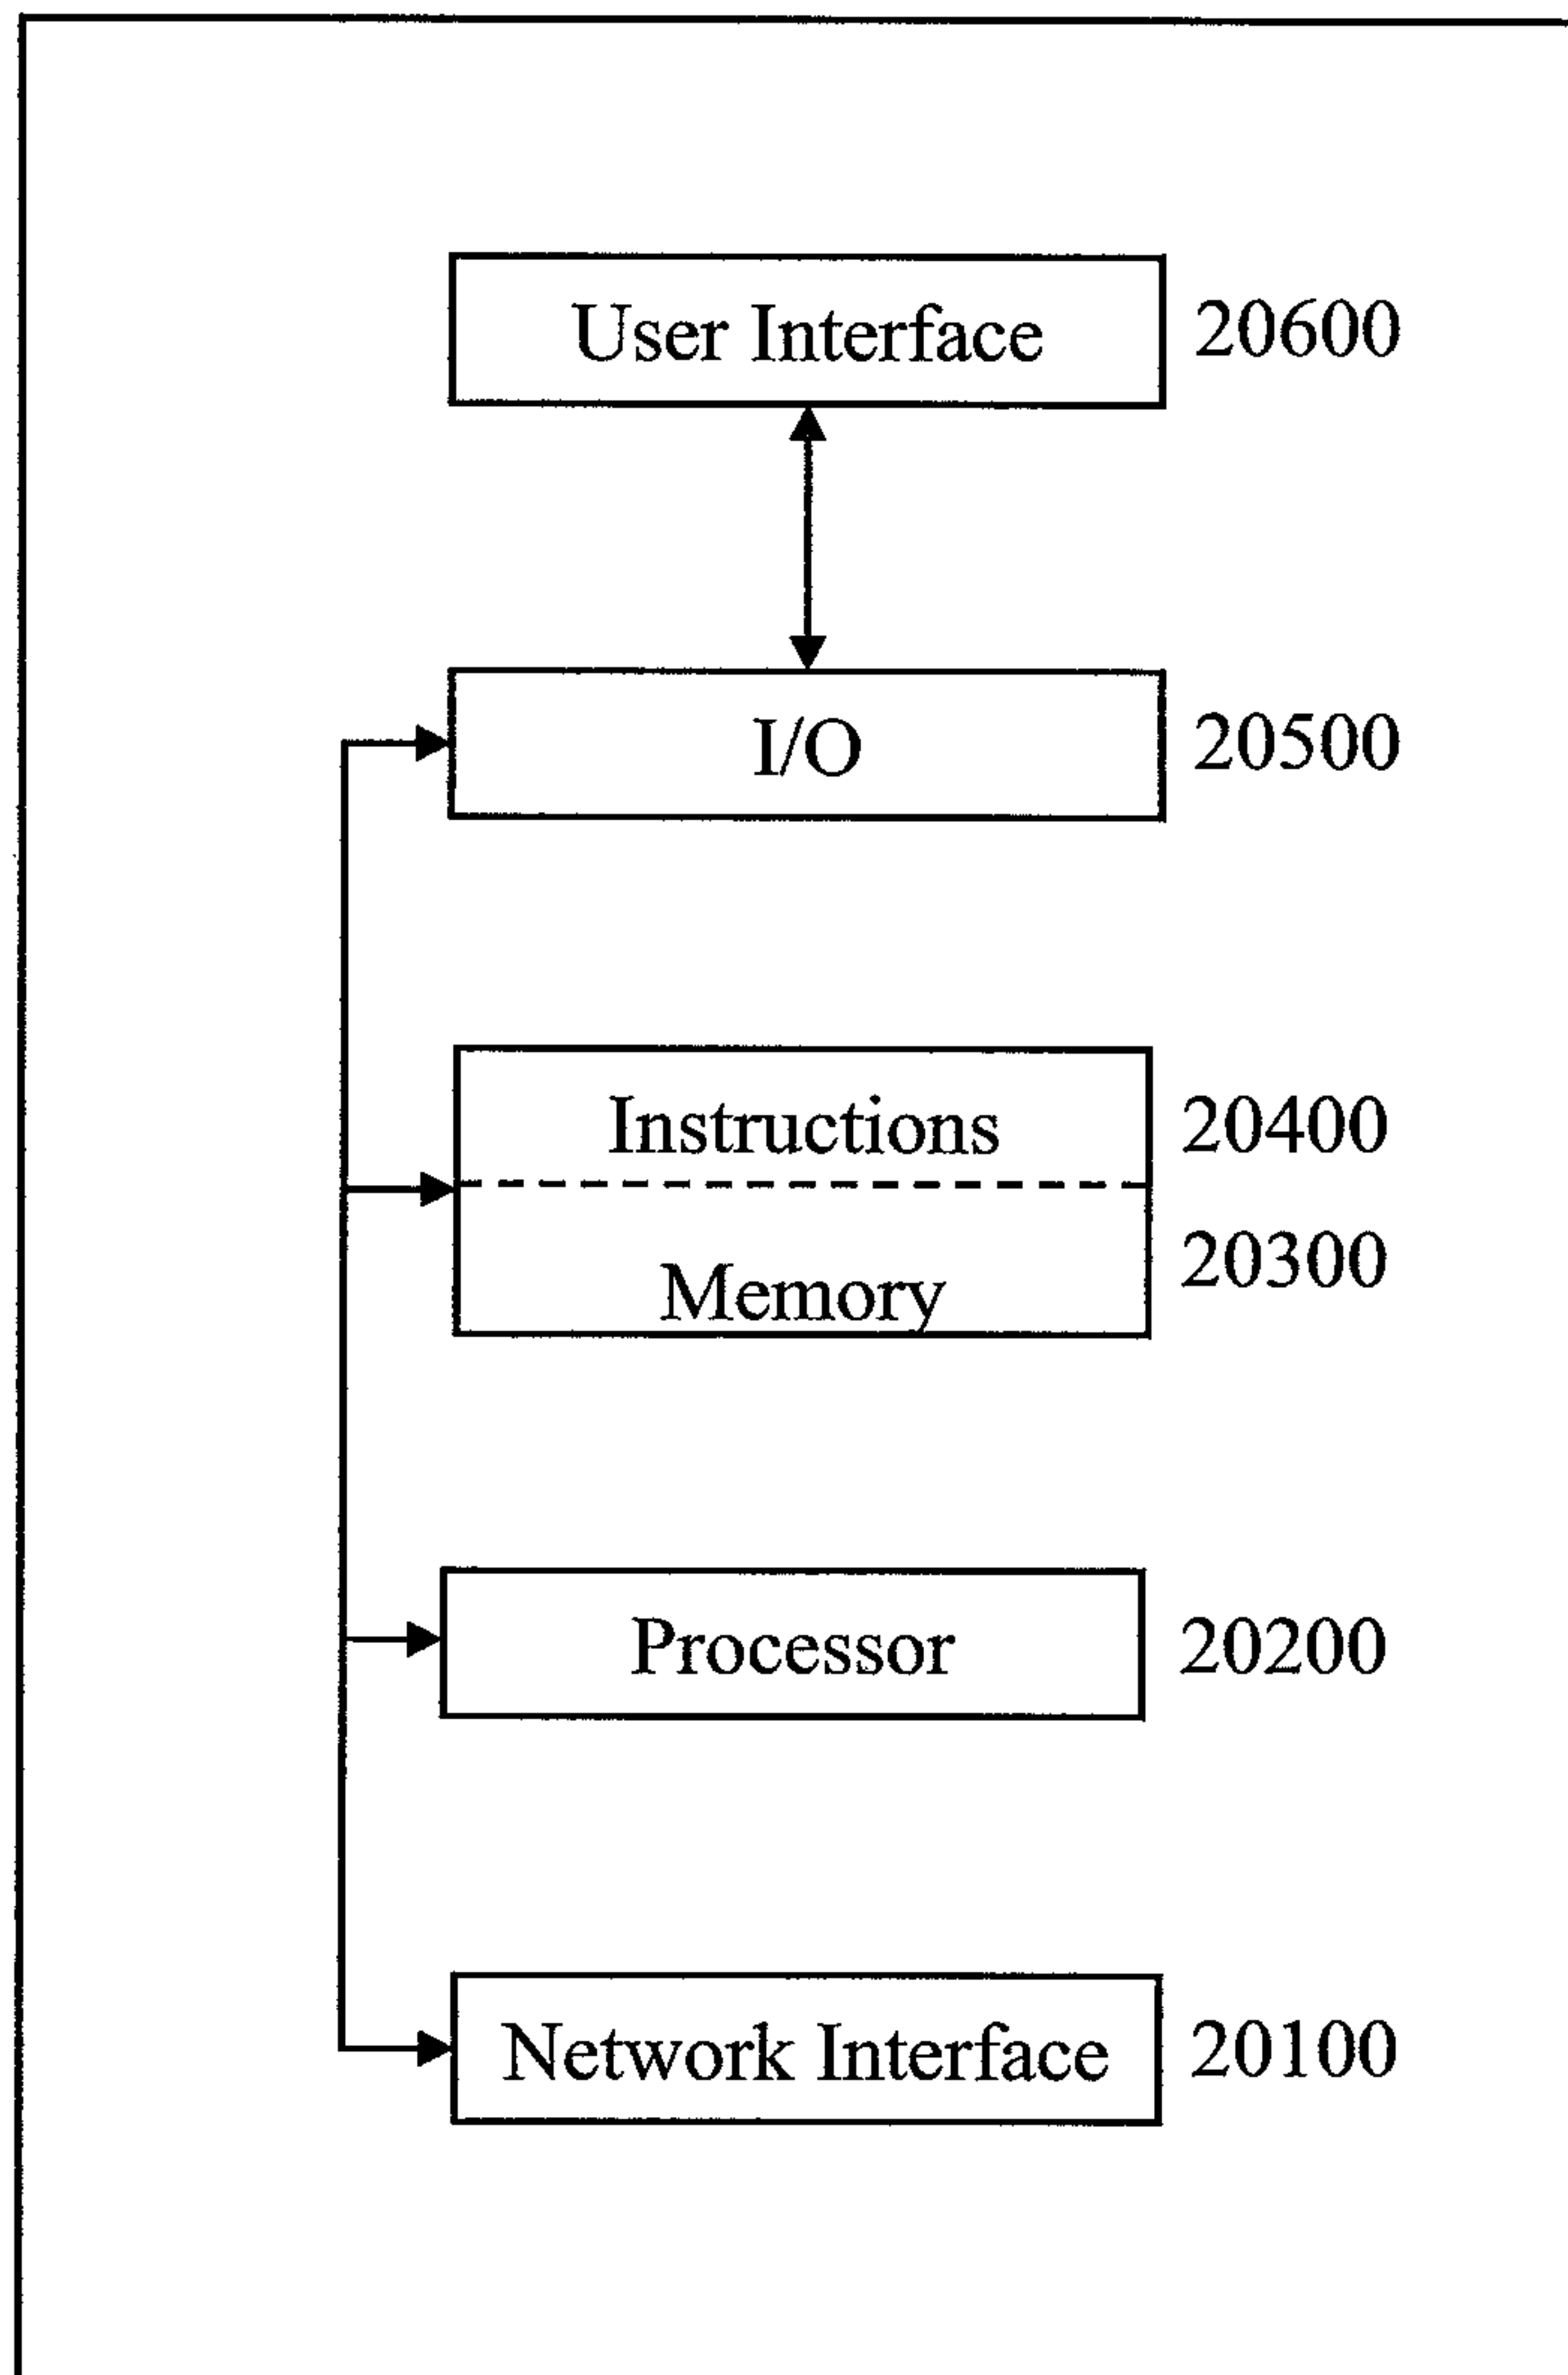 User Interface 20600
I/O 20500
Instructions 20400
Memory 20300
Processor 20200
Network Interface 20100